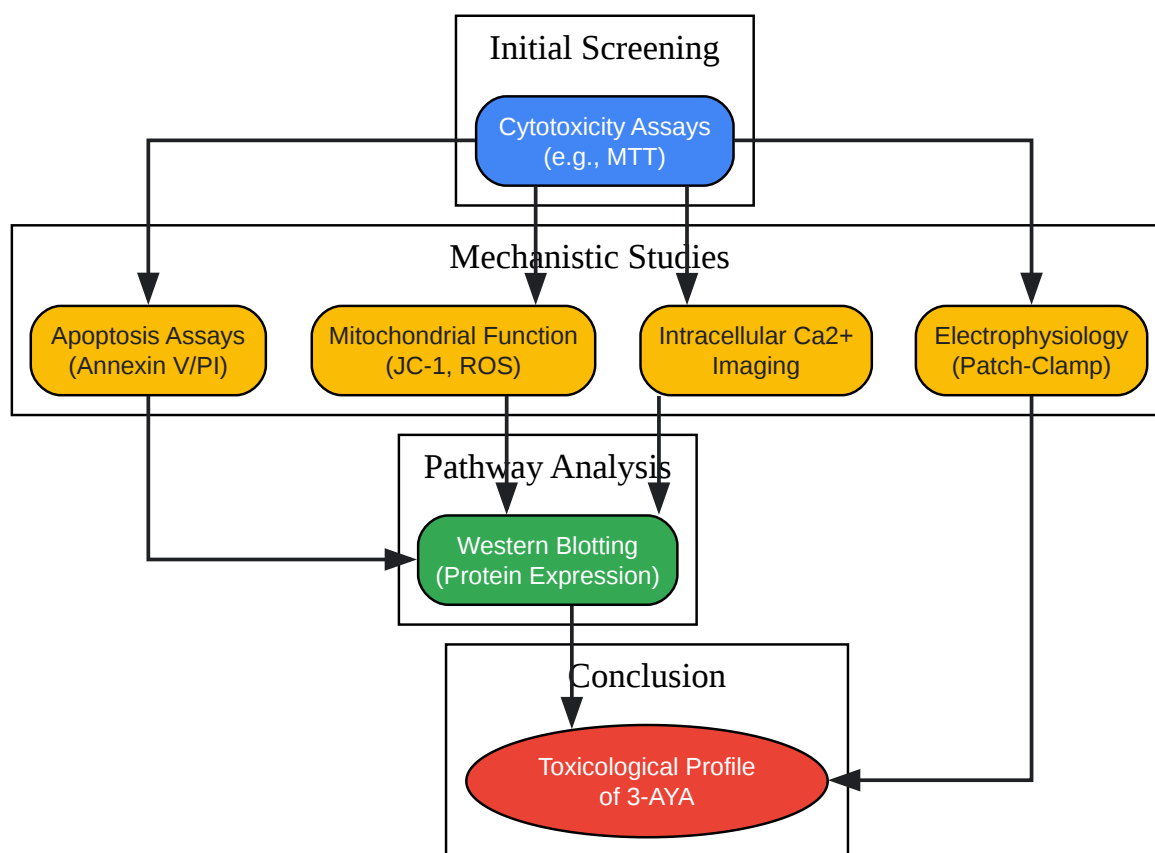 Initial Screening
Cytotoxicity Assays
(e.g., MTT)
Mechanistic Studies
Apoptosis Assays
(Annexin V/PI)
Mitochondrial Function
(JC-1, ROS)
Intracellular Ca2+
Imaging
Electrophysiology
(Patch-Clamp)
Pathway Analysis
Western Blotting
(Protein Expression)
Conclusion
Toxicological Profile
of 3-AYA